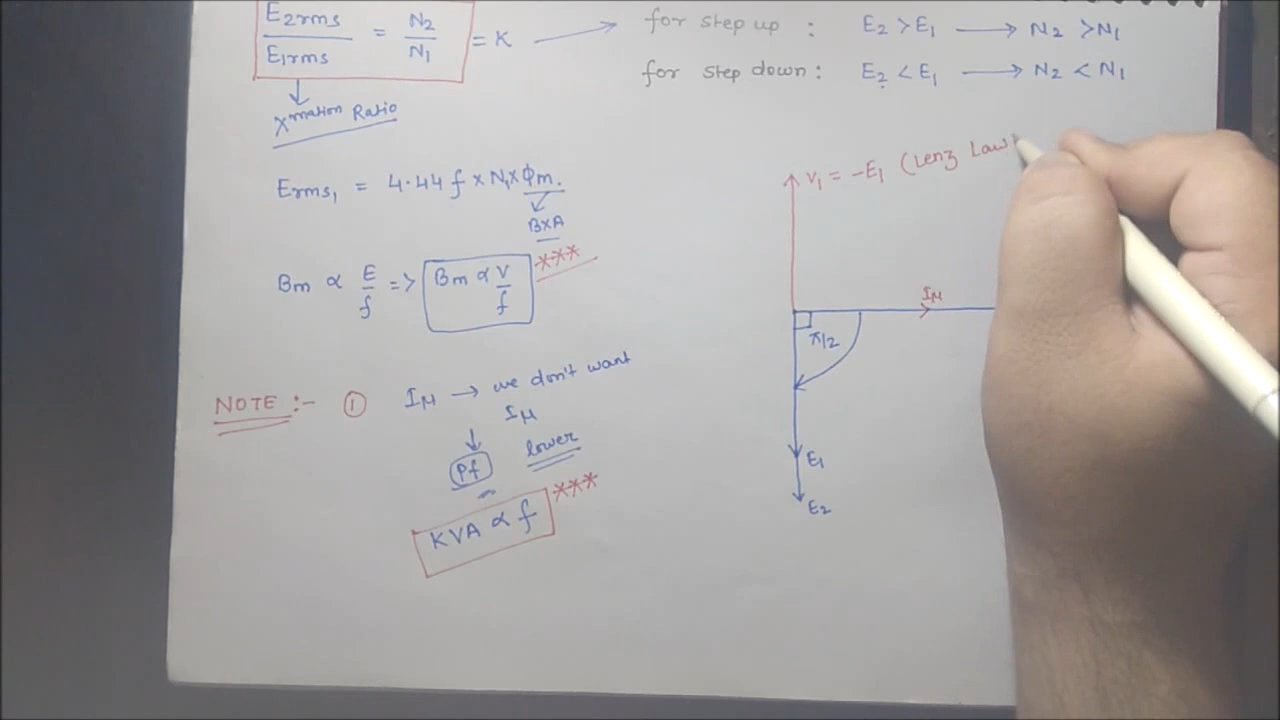 E2rms / E1rms = N2 / N1 = K → for step up : E2 > E1 → N2 > N1
for step down : E2 < E1 → N2 < N1
Xmation Ratio
Erms1 = 4.44 f × N1 × Φm.
B×A
Bm ∝ E / f => Bm ∝ V / f ***
NOTE :- ① Iμ → we don't want
Iμ
Pf lower
KVA ∝ f ***
V1 = -E1 (Lenz Law)
Iμ
π/2
E1
E2